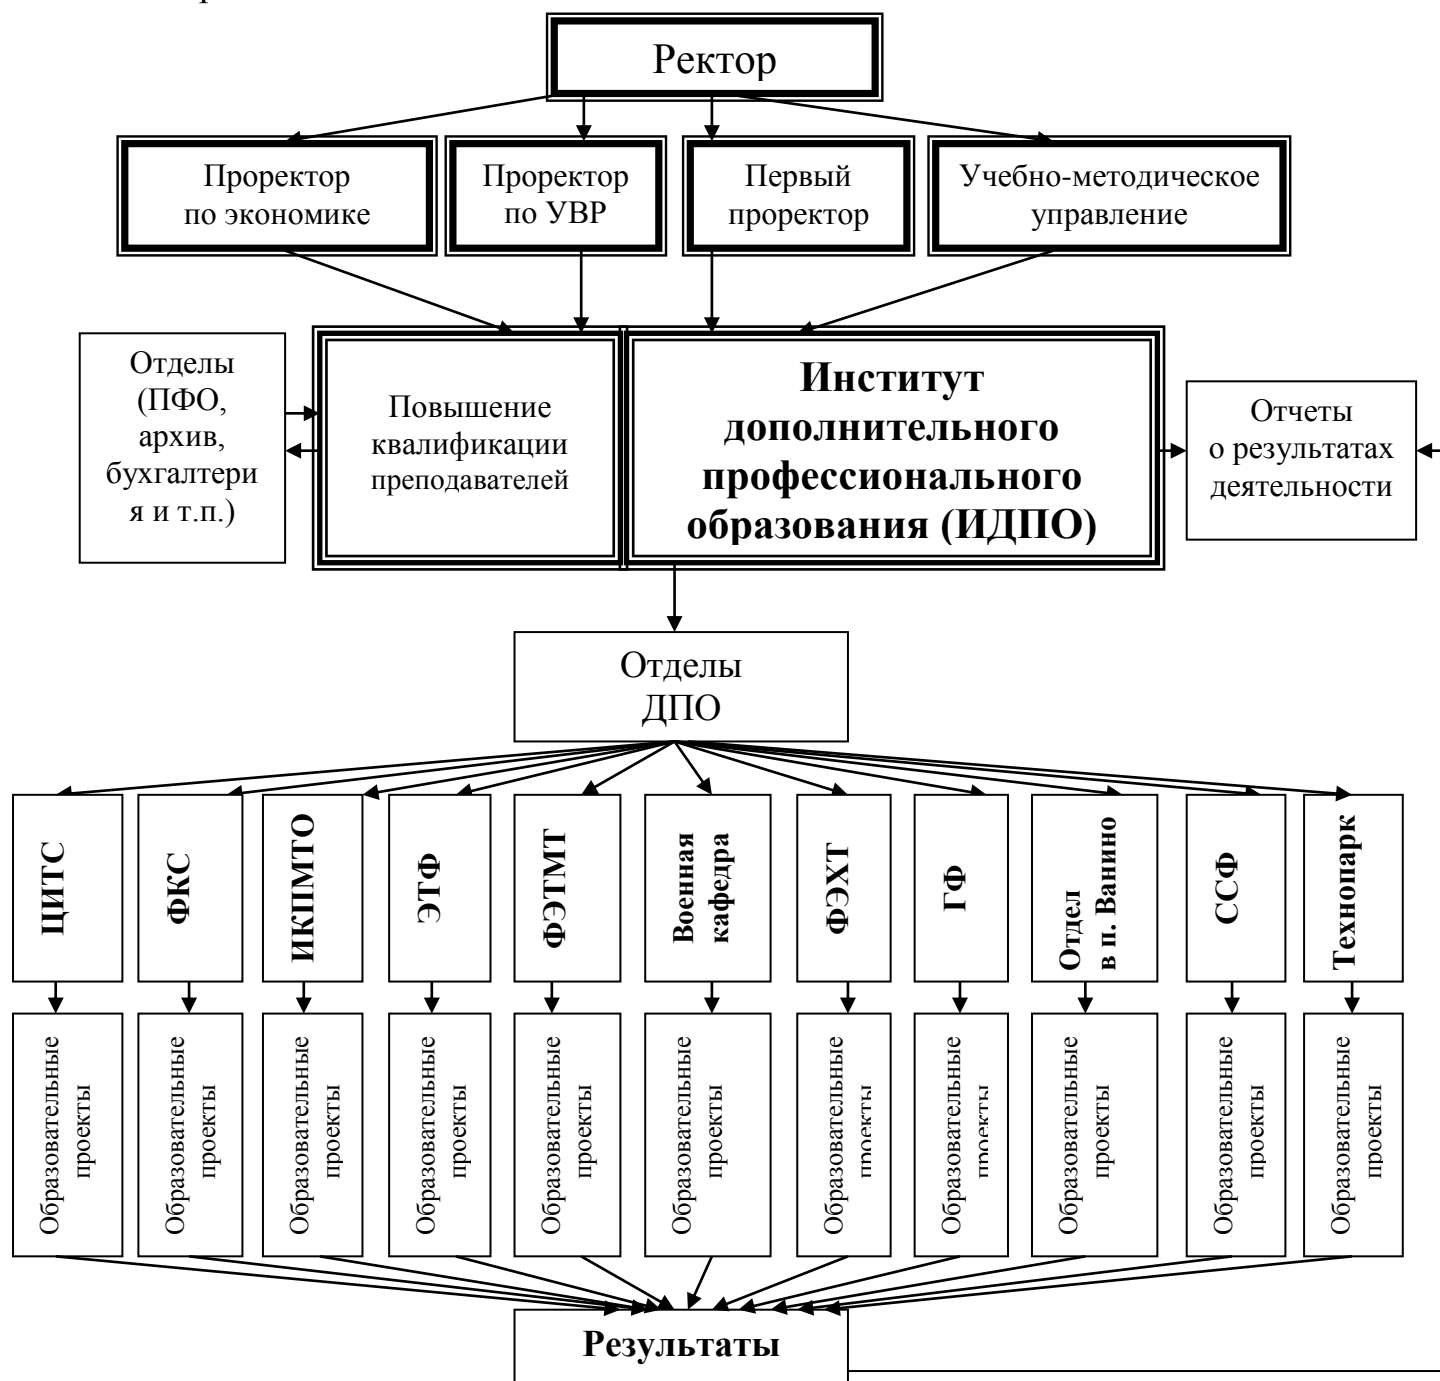 Ректор
Проректор
по экономике
Проректор
по УВР
Первый
проректор
Учебно-методическое
управление
Отделы
(ПФО,
архив,
бухгалтери
я и т.п.)
Повышение
квалификации
преподавателей
Институт
дополнительного
профессионального
образования (ИДПО)
Отчеты
о результатах
деятельности
Отделы
ДПО
ЦИТС
ФКС
ИКПМТО
ЭТФ
ФЭТМТ
Военная
кафедра
ФЭХТ
ГФ
Отдел
в п. Ванино
ССФ
Технопарк
Образовательные
проекты
Образовательные
проекты
Образовательные
проекты
Образовательные
проекты
Образовательные
проекты
Образовательные
проекты
Образовательные
проекты
Образовательные
проекты
Образовательные
проекты
Образовательные
проекты
Образовательные
проекты
Результаты